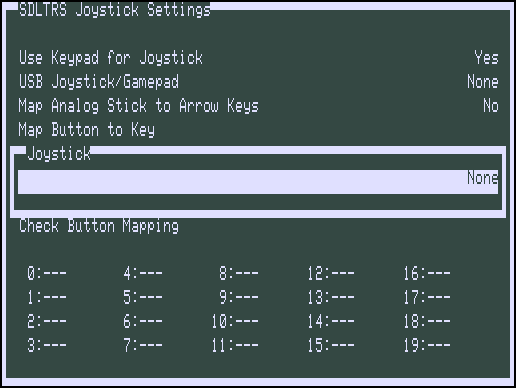 SDLTRS Joystick Settings
Use Keypad for Joystick Yes
USB Joystick/Gamepad None
Map Analog Stick to Arrow Keys No
Map Button to Key
Joystick
None
Check Button Mapping
0:--- 4:--- 8:--- 12:--- 16:---
1:--- 5:--- 9:--- 13:--- 17:---
2:--- 6:--- 10:--- 14:--- 18:---
3:--- 7:--- 11:--- 15:--- 19:---